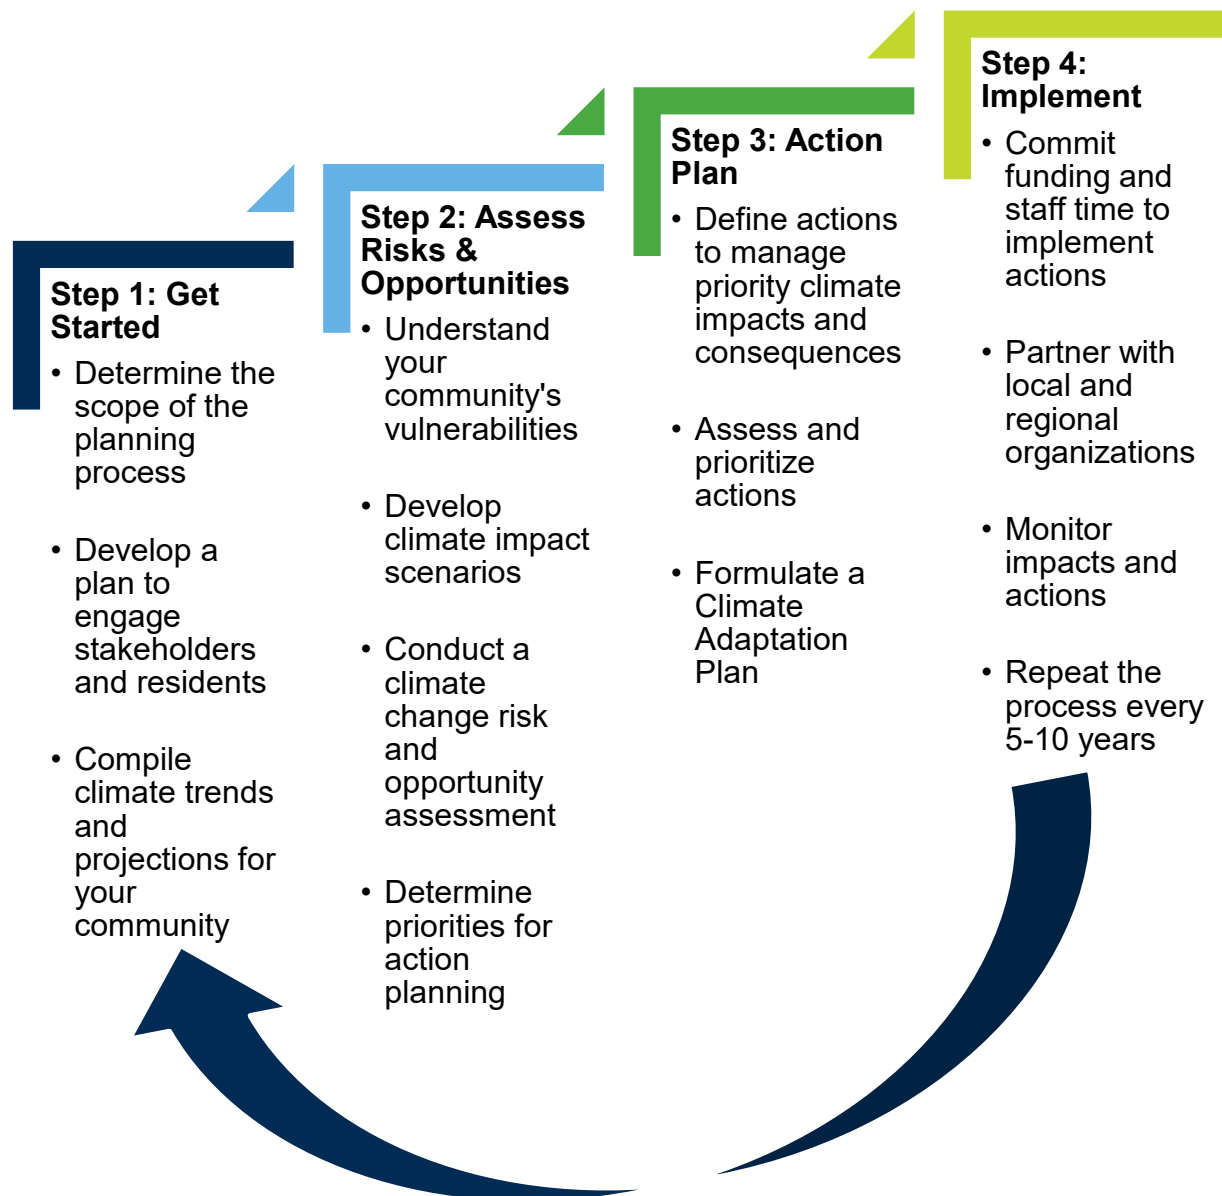 Step 1: Get
Started
• Determine the
scope of the
planning
process
• Develop a
plan to
engage
stakeholders
and residents
• Compile
climate trends
and
projections for
your
community
Step 2: Assess
Risks &
Opportunities
• Understand
your
community's
vulnerabilities
• Develop
climate impact
scenarios
• Conduct a
climate
change risk
and
opportunity
assessment
• Determine
priorities for
action
planning
Step 3: Action
Plan
• Define actions
to manage
priority climate
impacts and
consequences
• Assess and
prioritize
actions
• Formulate a
Climate
Adaptation
Plan
Step 4:
Implement
• Commit
funding and
staff time to
implement
actions
• Partner with
local and
regional
organizations
• Monitor
impacts and
actions
• Repeat the
process every
5-10 years